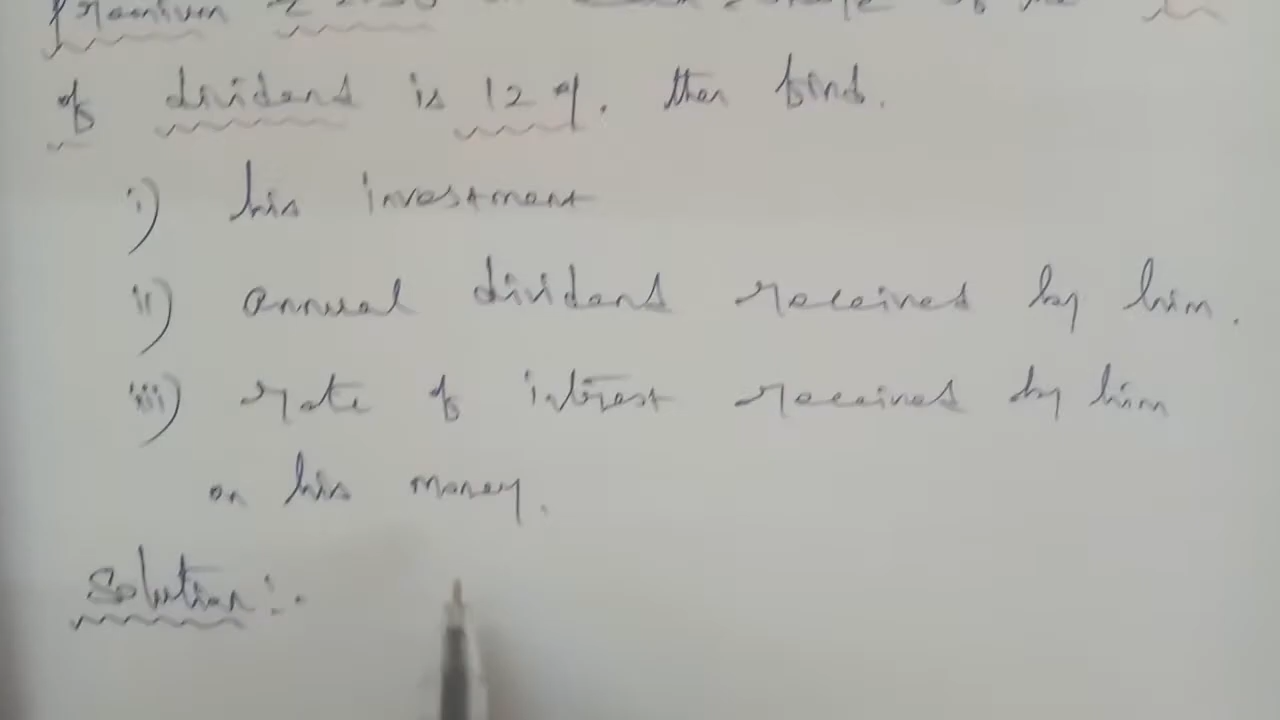 premium ₹
of dividend is 12 %. then find.
i) his investment
ii) annual dividend received by him.
iii) rate of interest received by him
on his money.
Solution:-